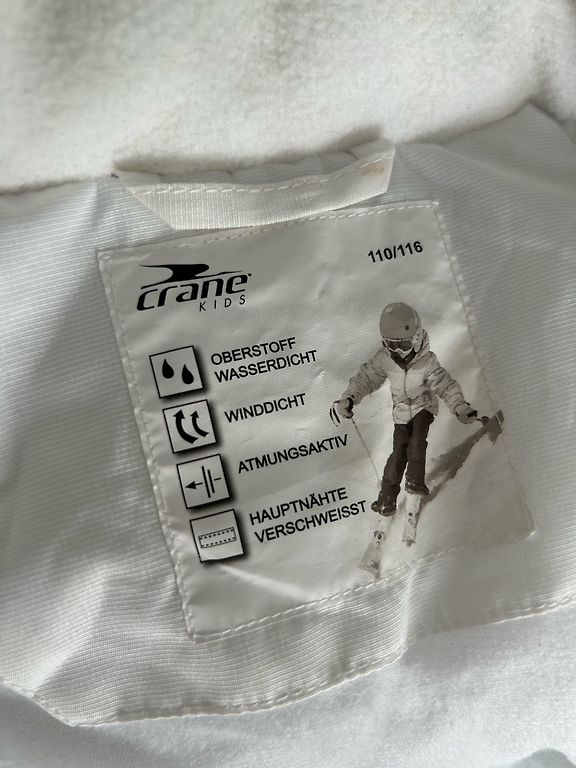 crane
KIDS
110/116
OBERSTOFF
WASSERDICHT
WINDDICHT
ATMUNGSAKTIV
HAUPTNÄHTE
VERSCHWEISST